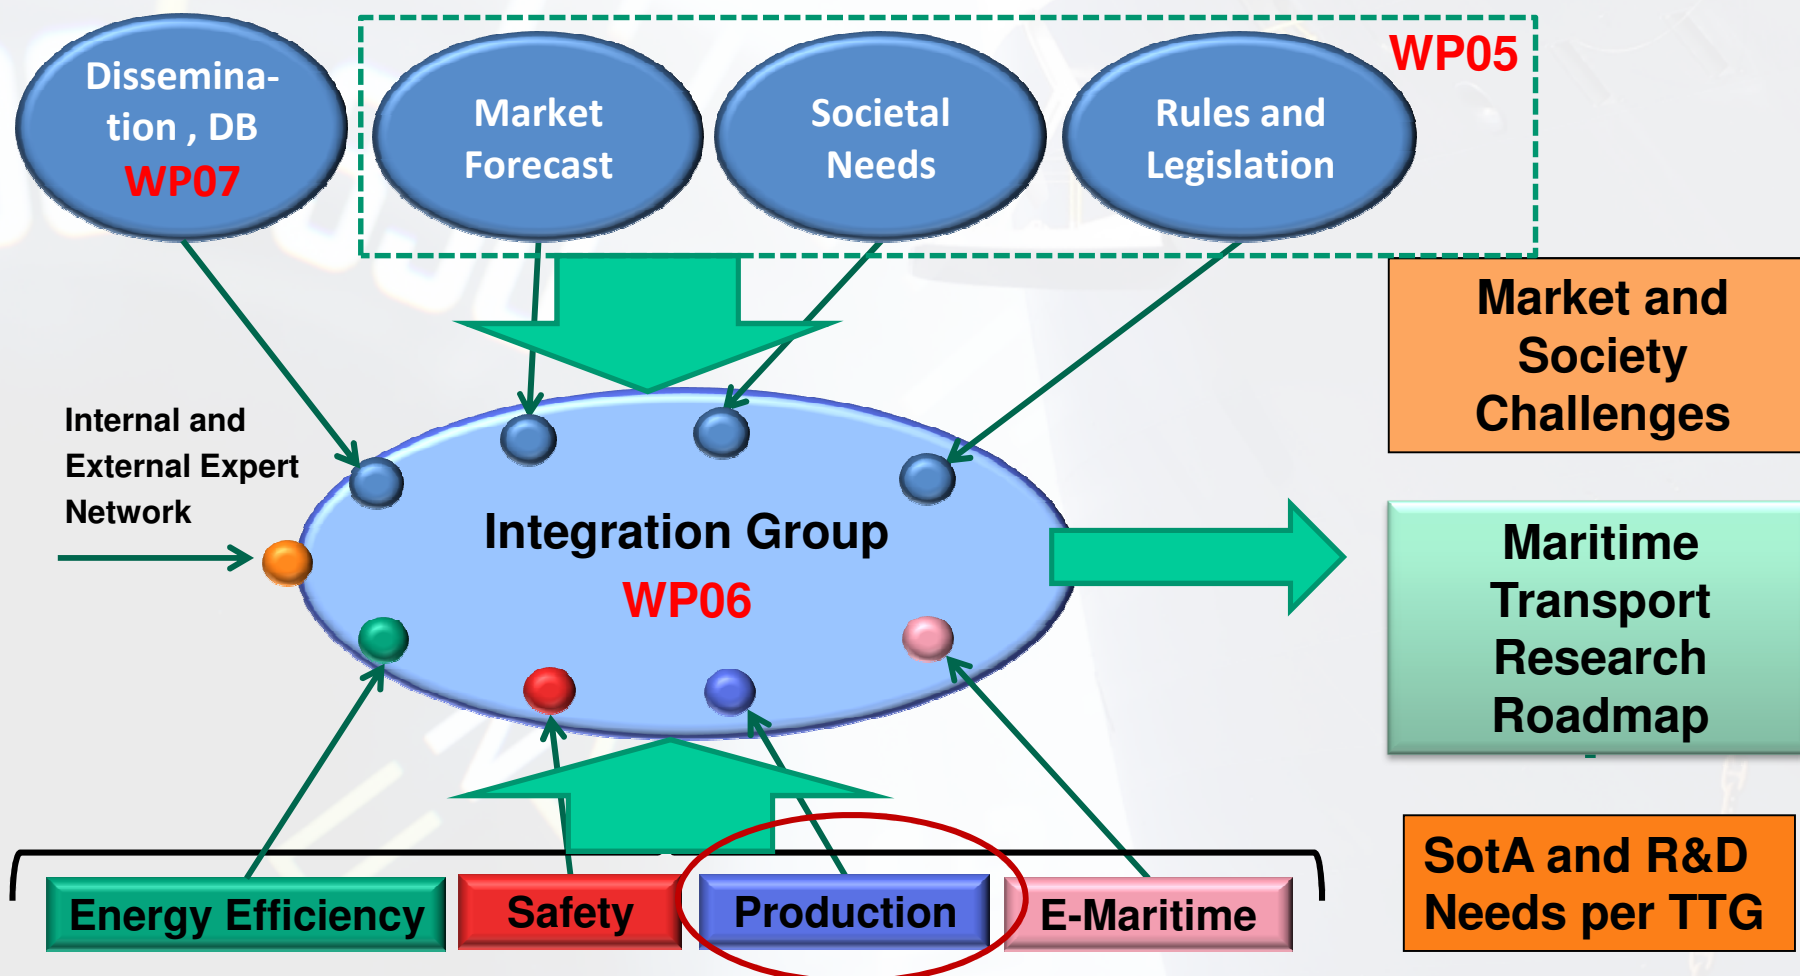 Dissemina-
tion , DB
WP07
Market
Forecast
Societal
Needs
Rules and
Legislation
WP05
Market and
Society
Challenges
Internal and
External Expert
Network
Integration Group
WP06
Maritime
Transport
Research
Roadmap
Energy Efficiency
Safety
Production
E-Maritime
SotA and R&D
Needs per TTG